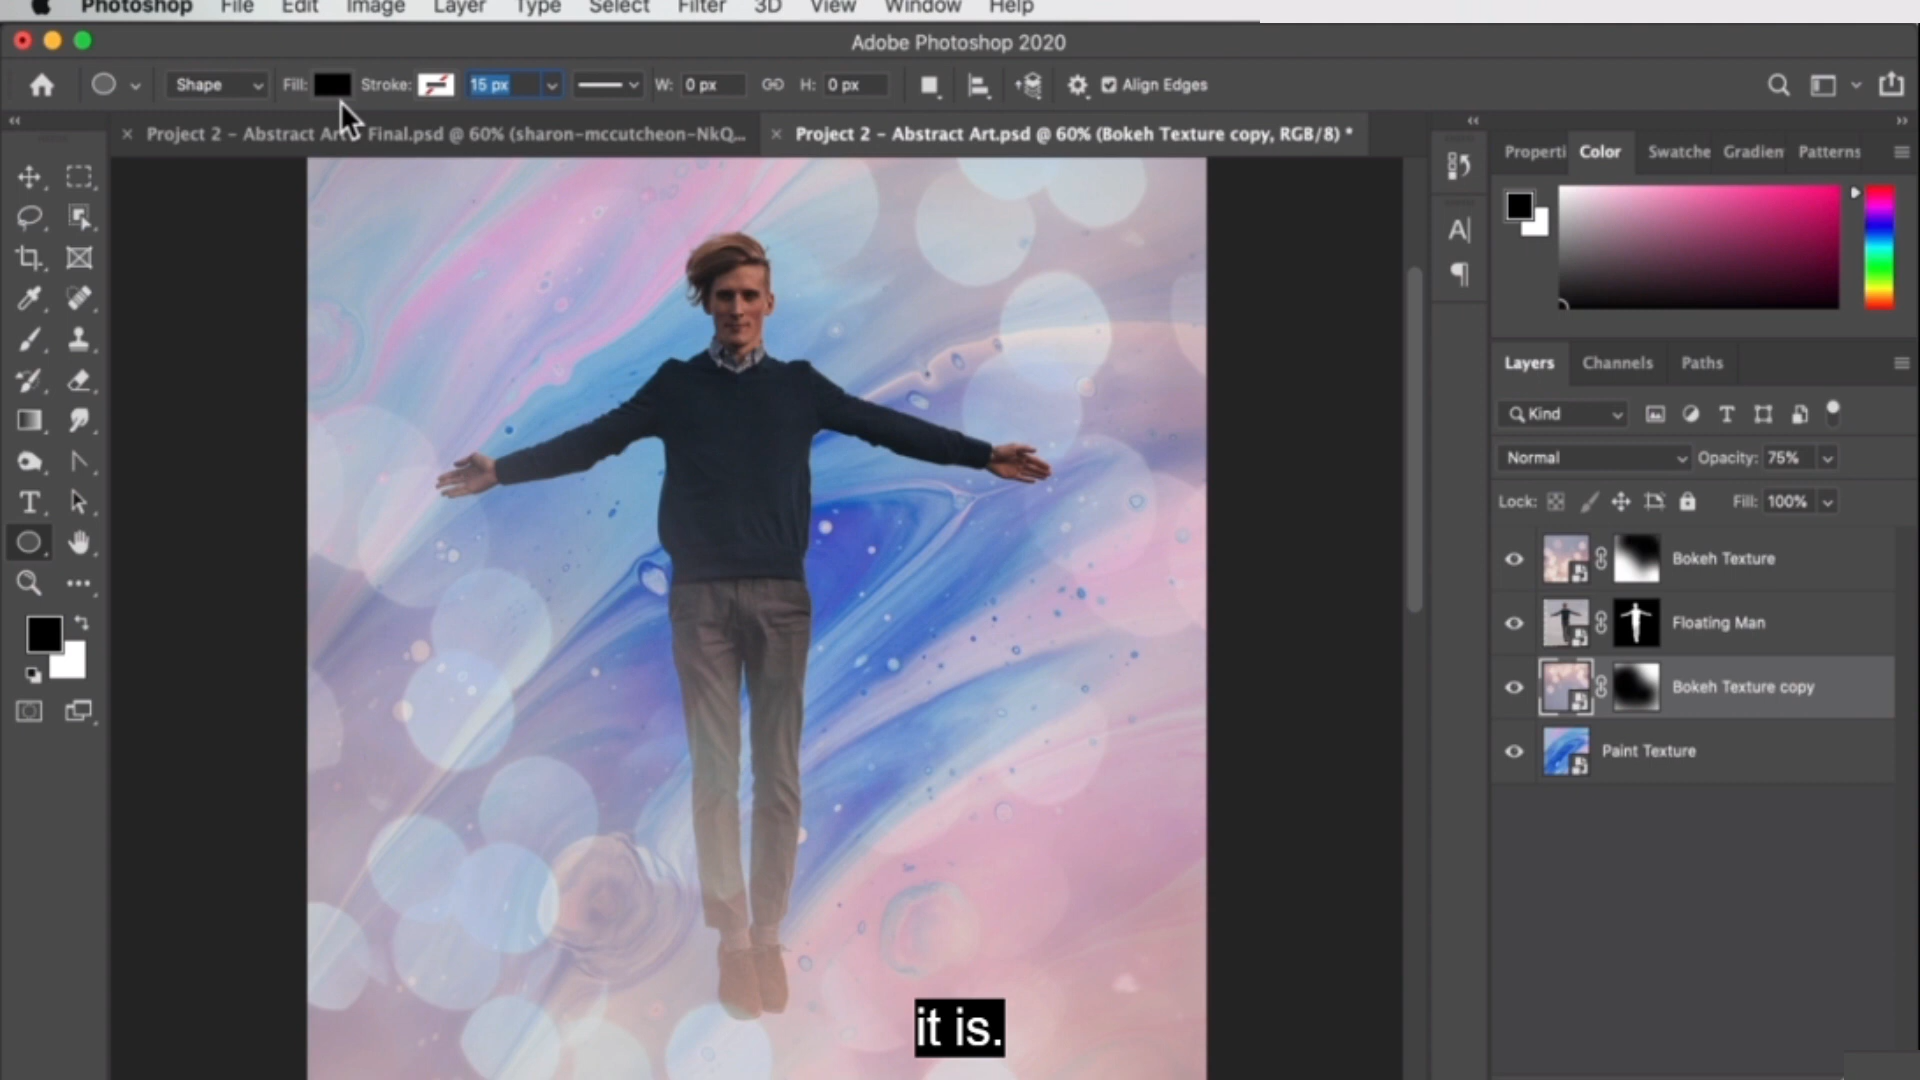 Photoshop File Edit Image Layer Type Select Filter 3D View Window Help
Adobe Photoshop 2020
Shape Fill: Stroke: 15 px W: 0 px H: 0 px Align Edges
Project 2 - Abstract Art - Final.psd @ 60% (sharon-mccutcheon-NkQ...
Project 2 - Abstract Art.psd @ 60% (Bokeh Texture copy, RGB/8) *
Properti Color Swatche Gradien Patterns
Layers Channels Paths
Kind
Normal Opacity: 75%
Lock: Fill: 100%
Bokeh Texture
Floating Man
Bokeh Texture copy
Paint Texture
it is.